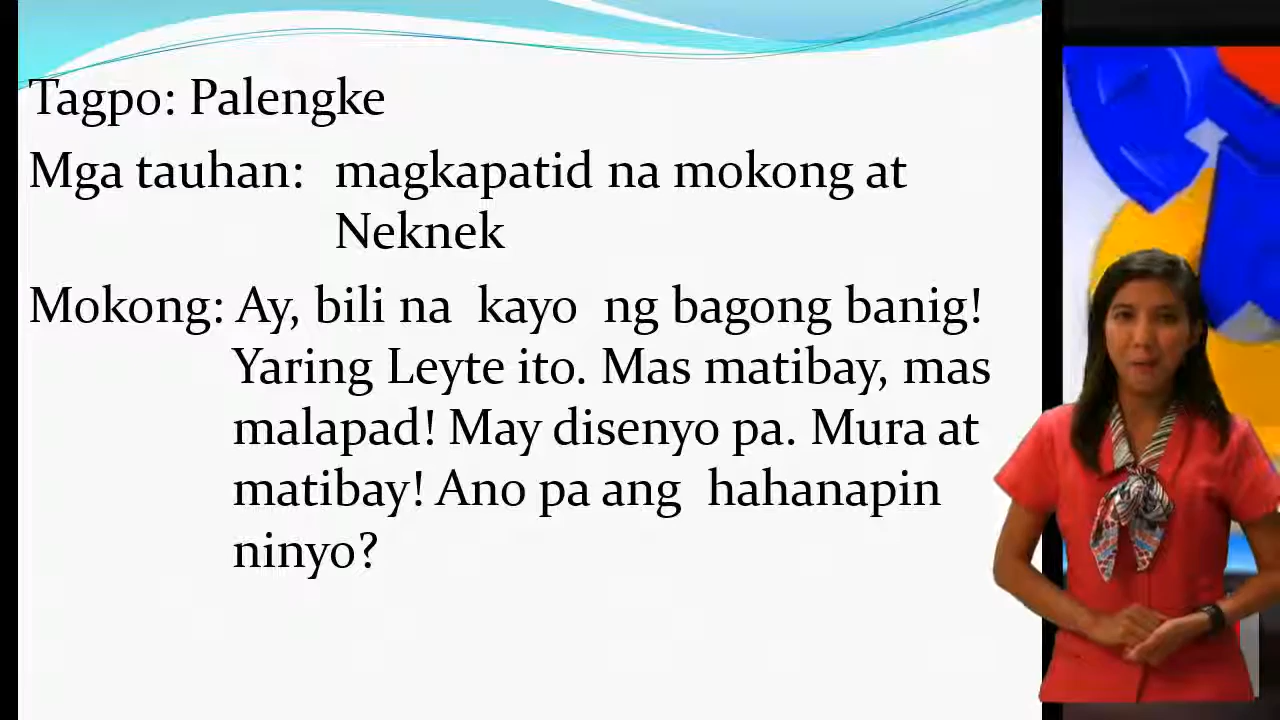 Tagpo: Palengke
Mga tauhan: magkapatid na mokong at
Neknek
Mokong: Ay, bili na kayo ng bagong banig!
Yaring Leyte ito. Mas matibay, mas
malapad! May disenyo pa. Mura at
matibay! Ano pa ang hahanapin
ninyo?